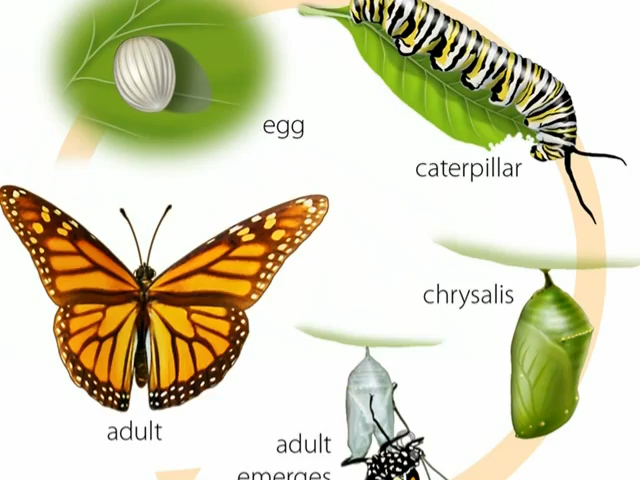 egg
caterpillar
chrysalis
adult
adult
emerges